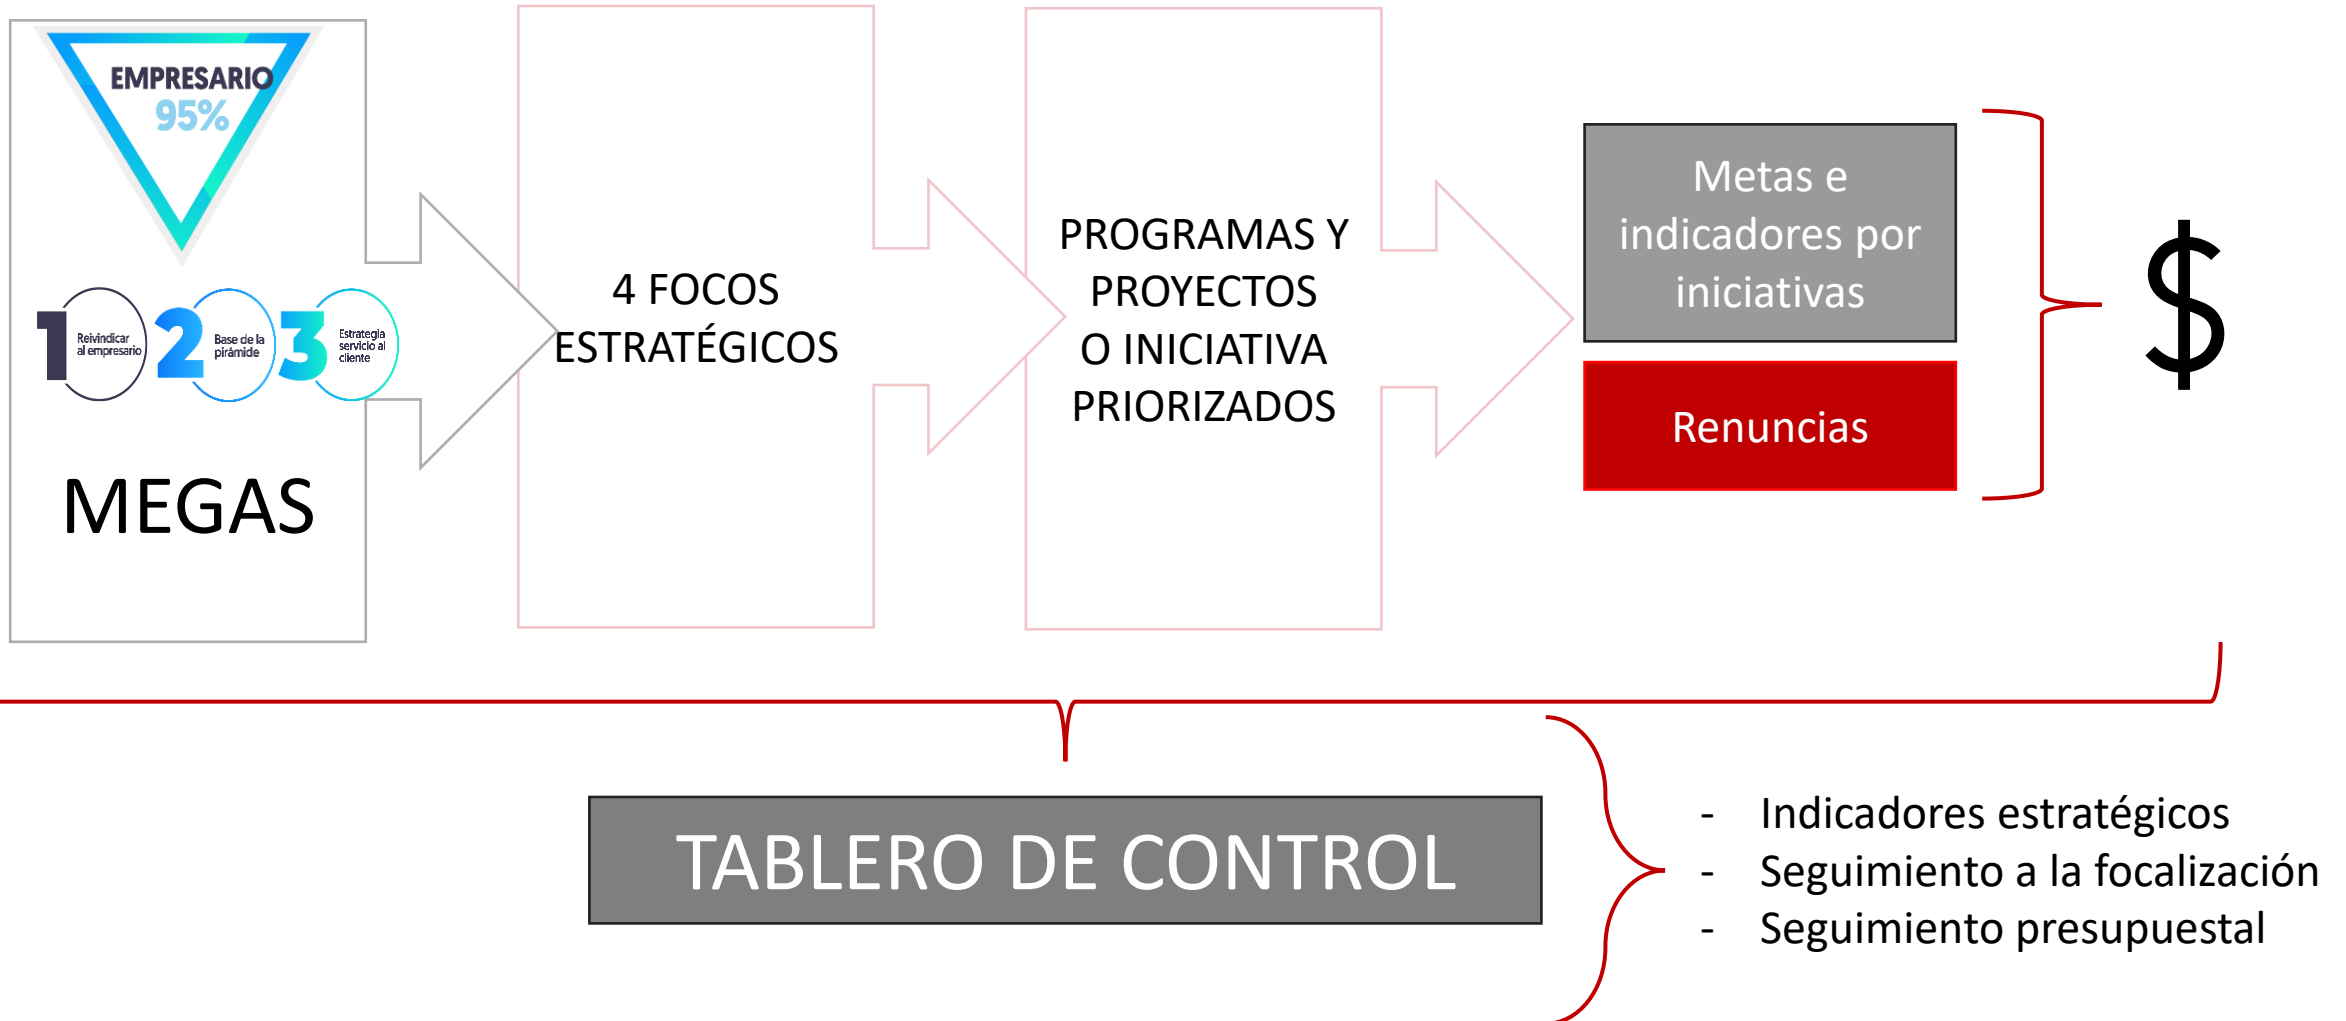 EMPRESARIO
95%
1
Reivindicar
al empresario
2
Base de la
pirámide
3
Estrategia
servicio al
cliente
MEGAS
4 FOCOS
ESTRATÉGICOS
PROGRAMAS Y
PROYECTOS
O INICIATIVA
PRIORIZADOS
Metas e
indicadores por
iniciativas
Renuncias
$
TABLERO DE CONTROL
- Indicadores estratégicos
- Seguimiento a la focalización
- Seguimiento presupuestal